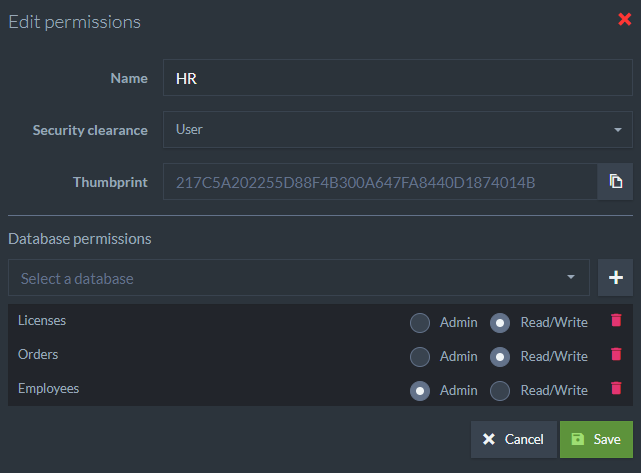 Edit permissions
Name HR
Security clearance User
Thumbprint 217C5A202255D88F4B300A647FA8440D1874014B
Database permissions
Select a database
Licenses Admin Read/Write
Orders Admin Read/Write
Employees Admin Read/Write
Cancel Save